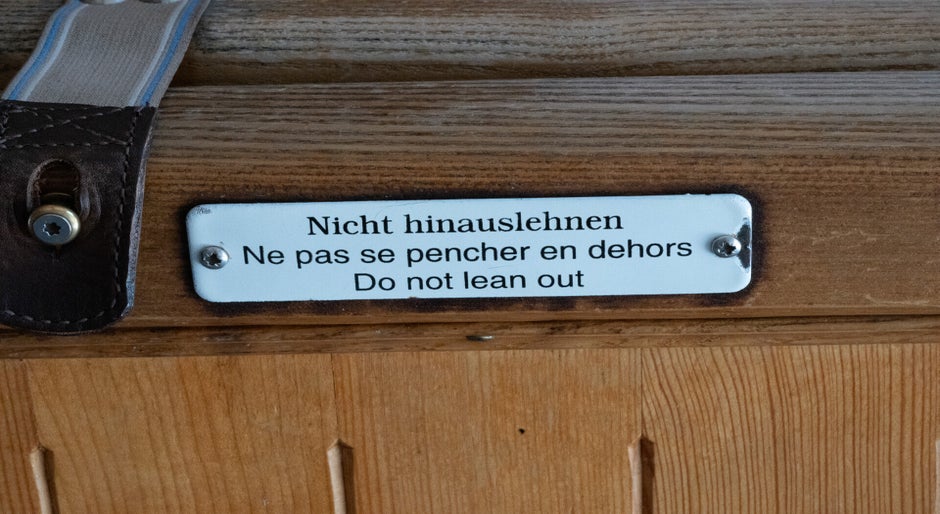 Nicht hinauslehnen
Ne pas se pencher en dehors
Do not lean out